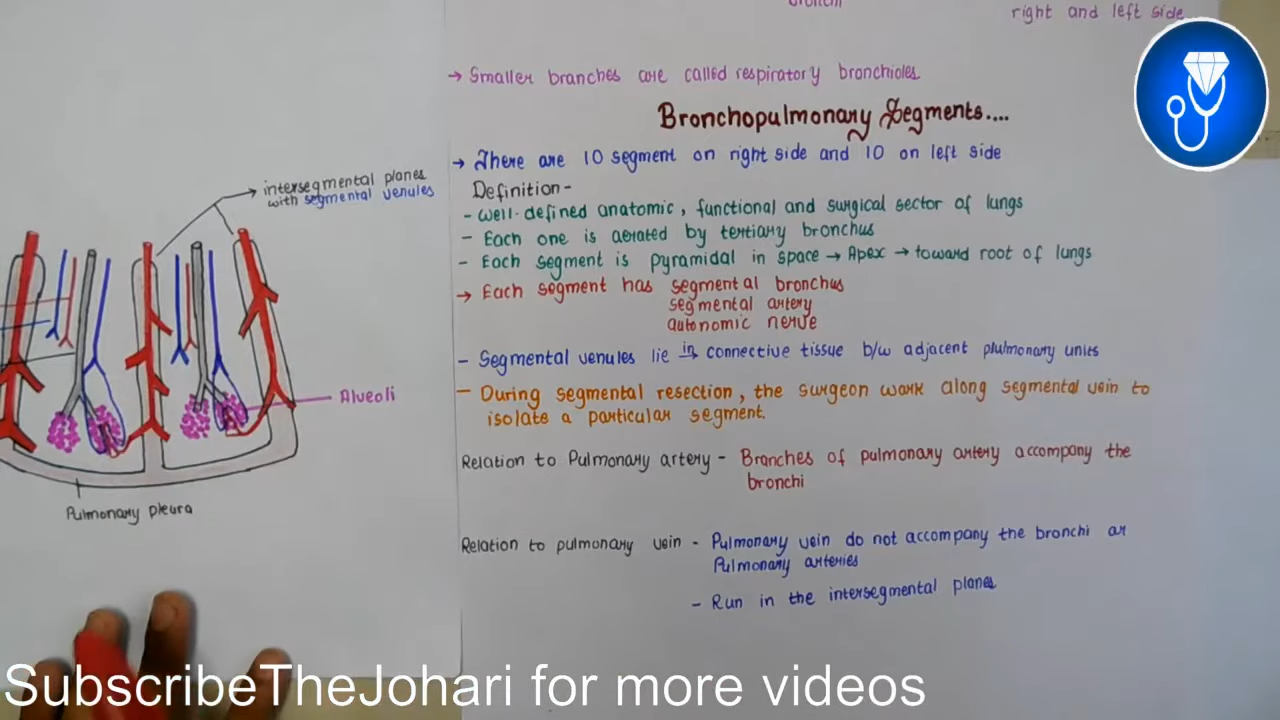 bronchi
right and left side
→ Smaller branches are called respiratory bronchioles
Bronchopulmonary Segments....
→ There are 10 segment on right side and 10 on left side
Definition -
- well-defined anatomic, functional and surgical sector of lungs
- Each one is aerated by tertiary bronchus
- Each segment is pyramidal in space → Apex → toward root of lungs
→ Each segment has segmental bronchus
segmental artery
autonomic nerve
- Segmental venules lie in connective tissue b/w adjacent plulmonary units
- During segmental resection, the surgeon work along segmental vein to
isolate a particular segment.
Relation to Pulmonary artery - Branches of pulmonary artery accompany the
bronchi
Relation to pulmonary vein - Pulmonary vein do not accompany the bronchi or
Pulmonary arteries
- Run in the intersegmental planes
intersegmental planes
with segmental venules
Alveoli
Pulmonary pleura
SubscribeTheJohari for more videos